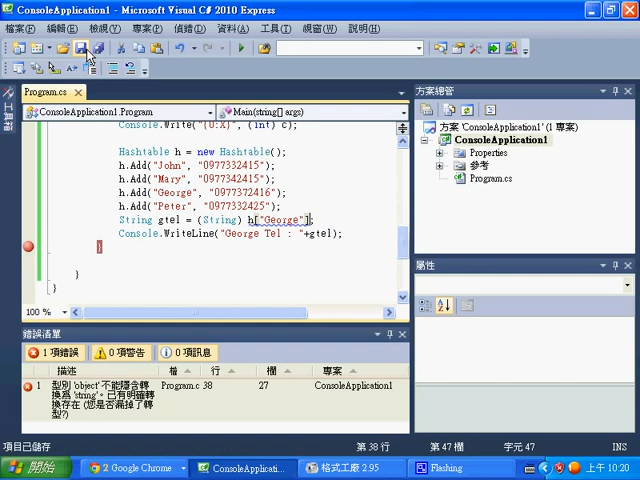 ConsoleApplication1 - Microsoft Visual C# 2010 Express
檔案(F) 編輯(E) 檢視(V) 專案(P) 偵錯(D) 資料(A) 工具(I) 視窗(W) 說明(H)
工具箱
Program.cs
ConsoleApplication1.Program
Main(string[] args)
Console.Write("{0:X}", (int) c);
Hashtable h = new Hashtable();
h.Add("John", "0977332415");
h.Add("Mary", "0977342415");
h.Add("George", "0977372416");
h.Add("Peter", "0977332425");
String gtel = (String) h["George"];
Console.WriteLine("George Tel : "+gtel);
}
}
}
100 %
方案總管
方案 'ConsoleApplication1' (1 專案)
ConsoleApplication1
Properties
參考
Program.cs
屬性
錯誤清單
1 項錯誤 0 項警告 0 項訊息
描述 檔 行 欄 專案
1 型別 'object' 不能隱含轉換為 'string'。已有明確轉換存在 (您是否漏掉了轉型?) Program.c 38 27 ConsoleApplication1
項目已儲存 第 38 行 第 47 欄 字元 47 INS
開始 2 Google Chrome ConsoleApplicati... 格式工廠 2.95 Flashing 上午 10:20